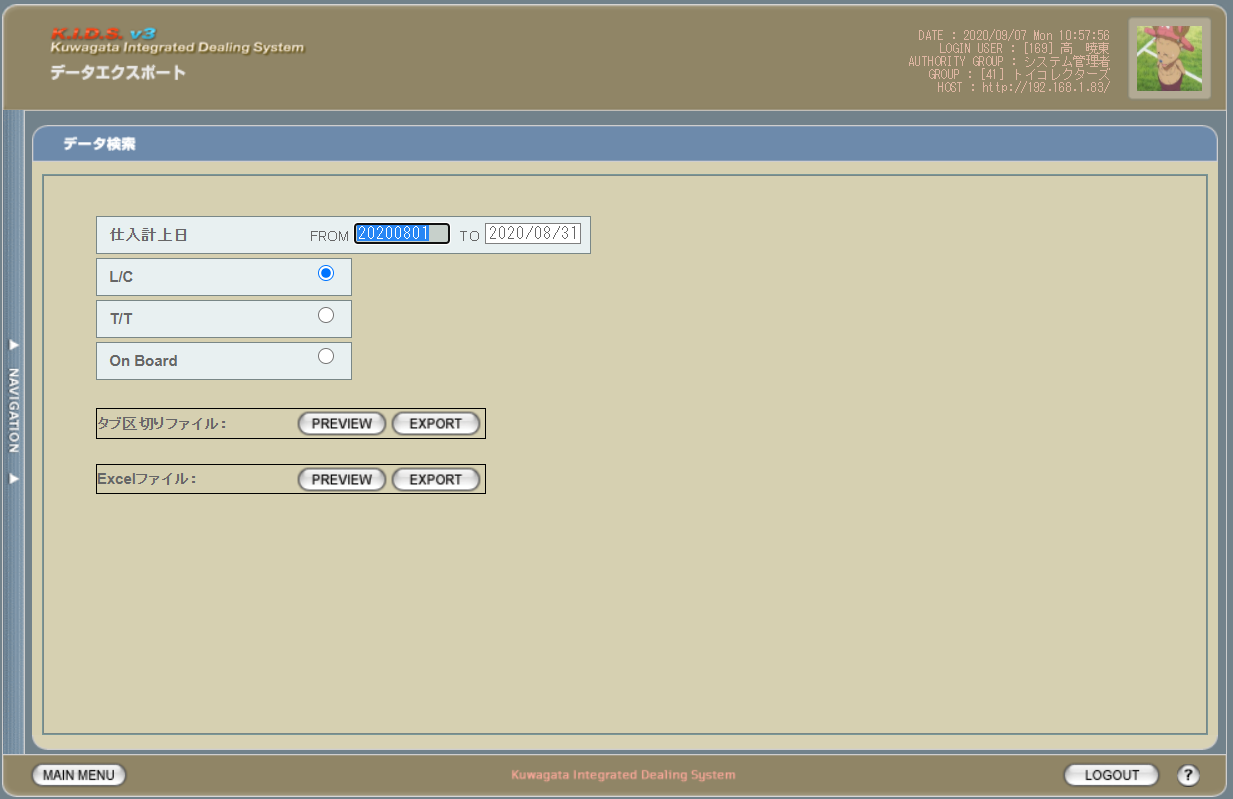 K.I.D.S. v3
Kuwagata Integrated Dealing System
データエクスポート
DATE : 2020/09/07 Mon 10:57:56
LOGIN USER : [169] 高 暁東
AUTHORITY GROUP : システム管理者
GROUP : [41] トイコレクターズ
HOST : http://192.168.1.83/
データ検索
仕入計上日 FROM 20200801 TO 2020/08/31
L/C
T/T
On Board
NAVIGATION
タブ区切りファイル: PREVIEW EXPORT
Excelファイル: PREVIEW EXPORT
MAIN MENU Kuwagata Integrated Dealing System LOGOUT ?